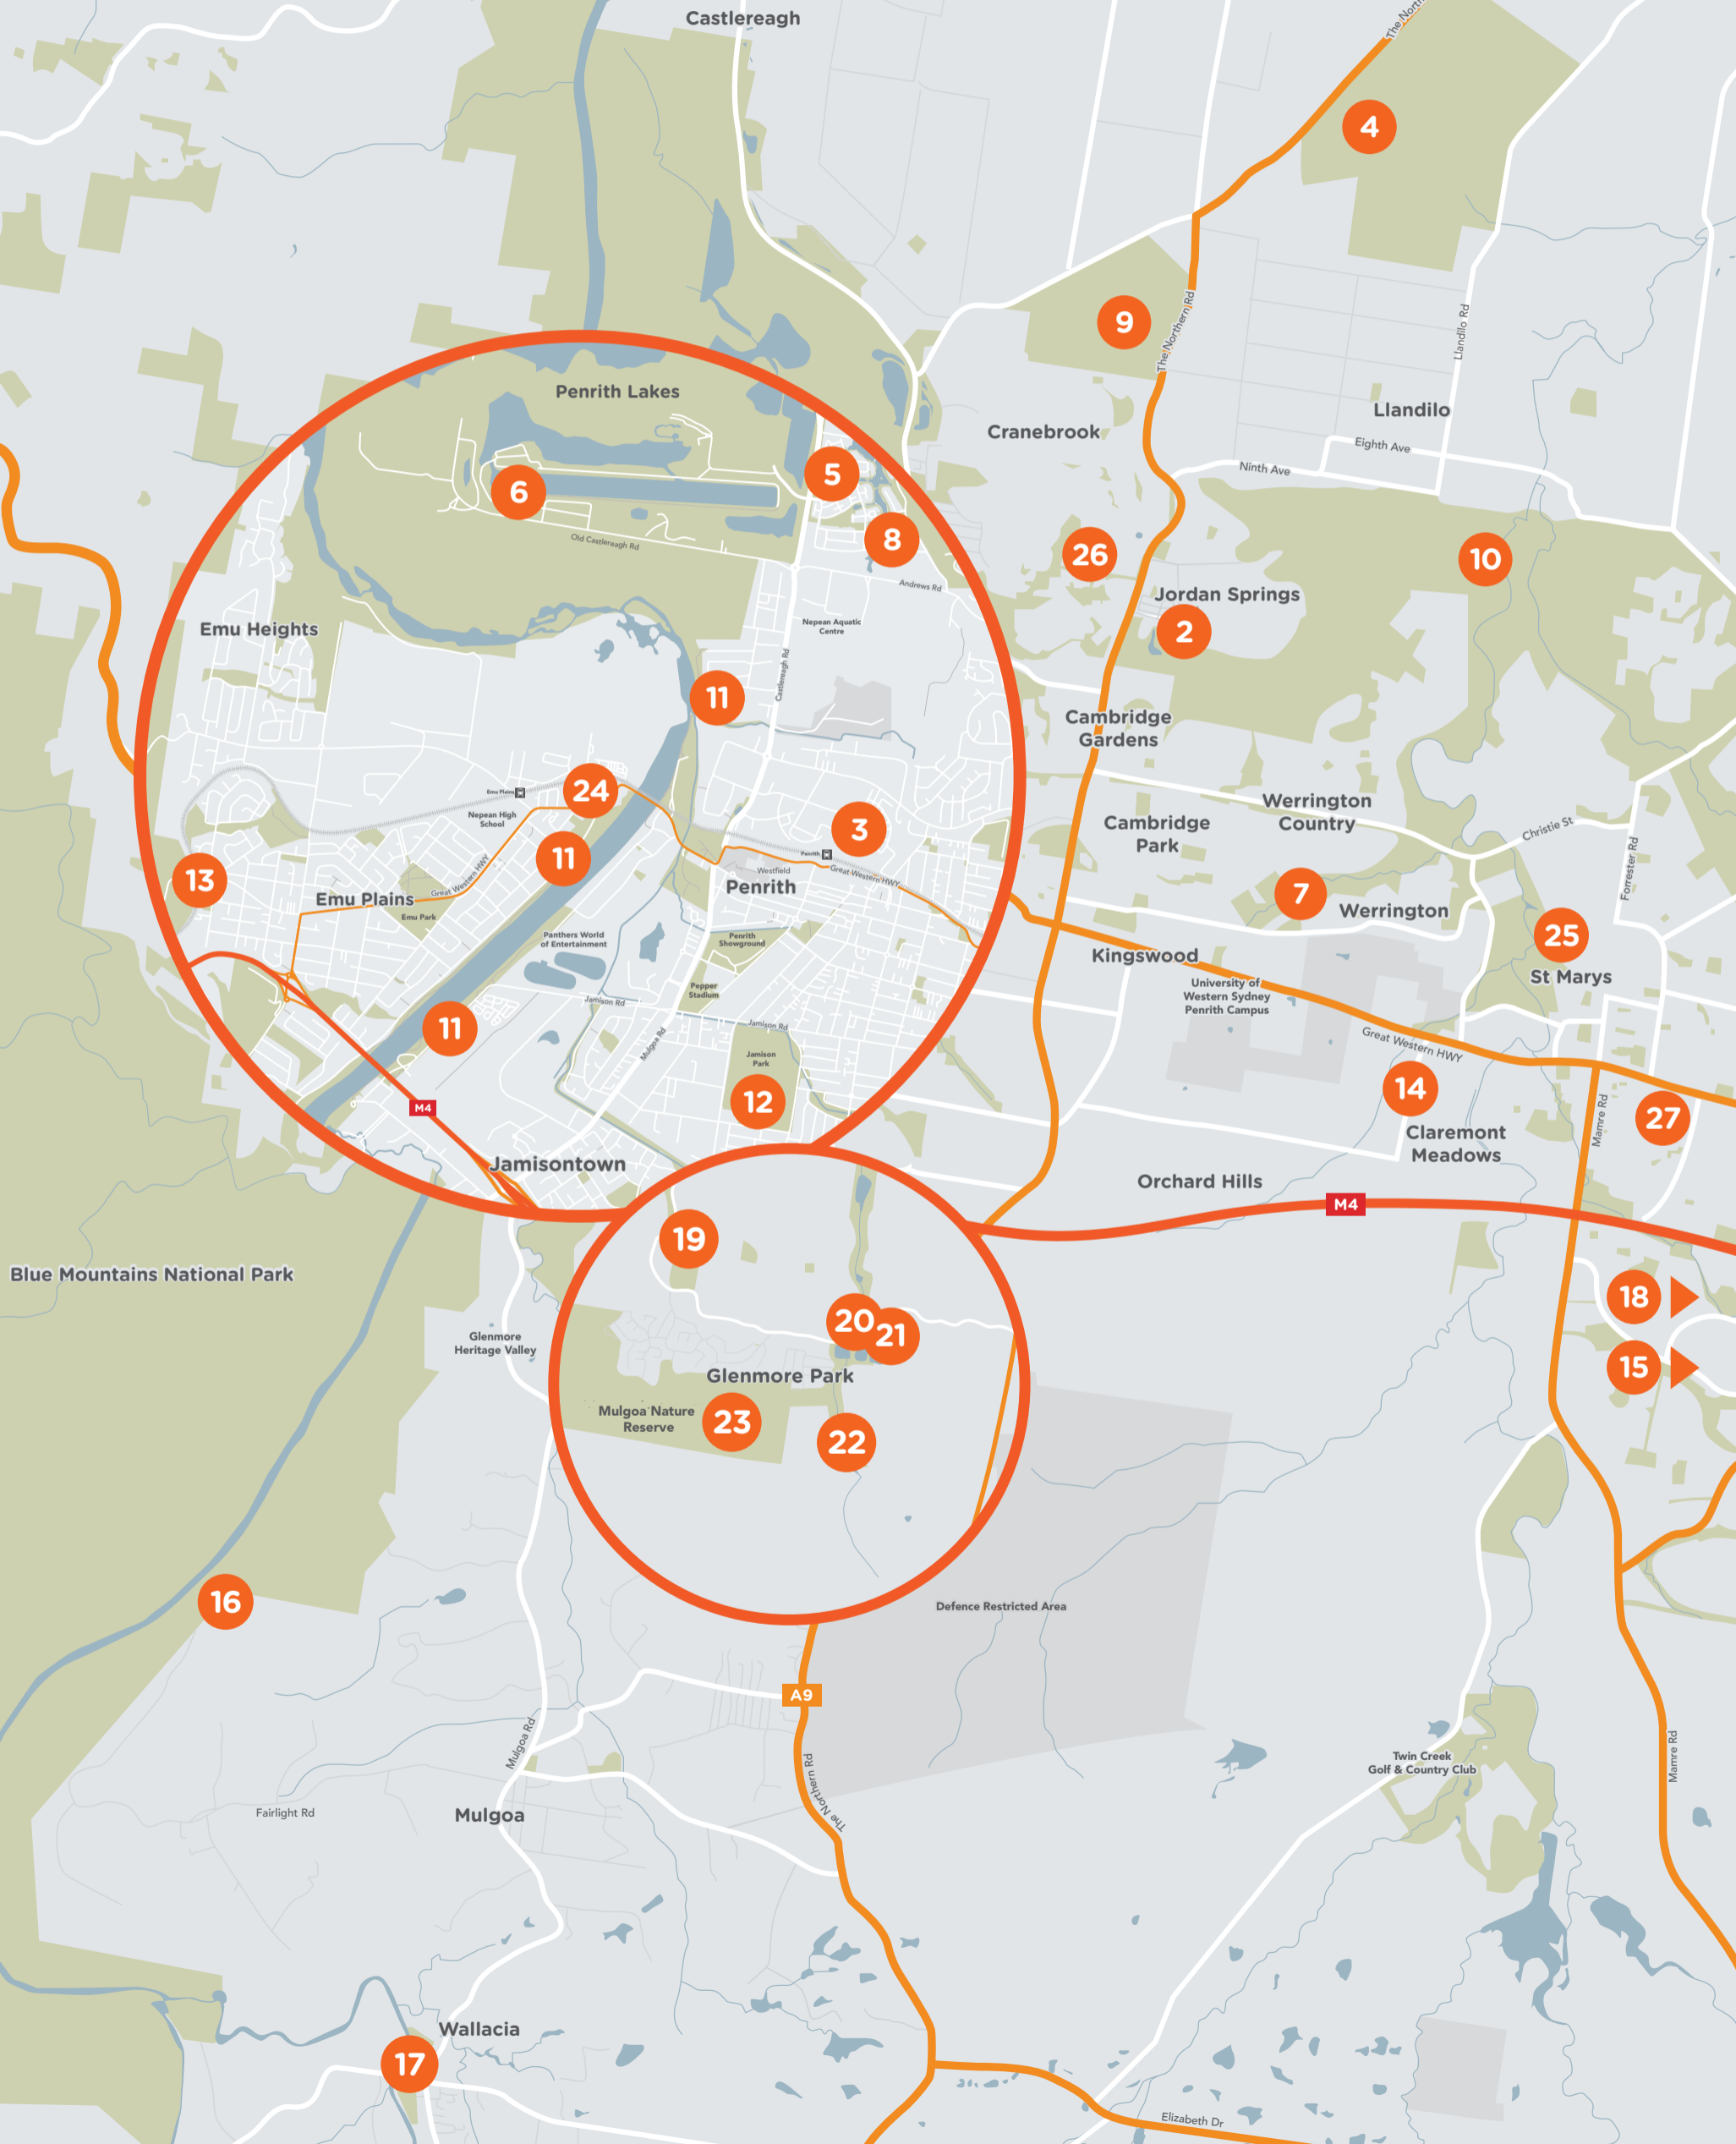 Castlereagh
The North
4
9
The Northern Rd
Llandilo Rd
Penrith Lakes
Llandilo
Cranebrook
Eighth Ave
Ninth Ave
5
6
8
Old Castlereagh Rd
26
10
Andrews Rd
Jordan Springs
2
Nepean Aquatic
Centre
Emu Heights
Castlereagh Rd
11
Cambridge
Gardens
Emu Plains
24
Nepean High
School
Werrington
Country
Cambridge
Park
Christie St
3
Penrith
11
Westfield
Great Western HWY
Penrith
13
Great Western HWY
Emu Plains
Emu Park
Forrester Rd
7
Werrington
25
St Marys
Panthers World
of Entertainment
Penrith
Showground
Kingswood
University of
Western Sydney
Penrith Campus
Pepper
Stadium
Jamison Rd
11
Jamison Rd
Mulgoa Rd
Great Western HWY
Jamison
Park
12
14
27
M4
Mamre Rd
Claremont
Meadows
Jamisontown
Orchard Hills
M4
19
Blue Mountains National Park
18
20
21
Glenmore
Heritage Valley
15
Glenmore Park
Mulgoa Nature
Reserve
23
22
16
Defence Restricted Area
A9
Mulgoa Rd
The Northern Rd
Twin Creek
Golf & Country Club
Mamre Rd
Fairlight Rd
Mulgoa
Wallacia
17
Elizabeth Dr